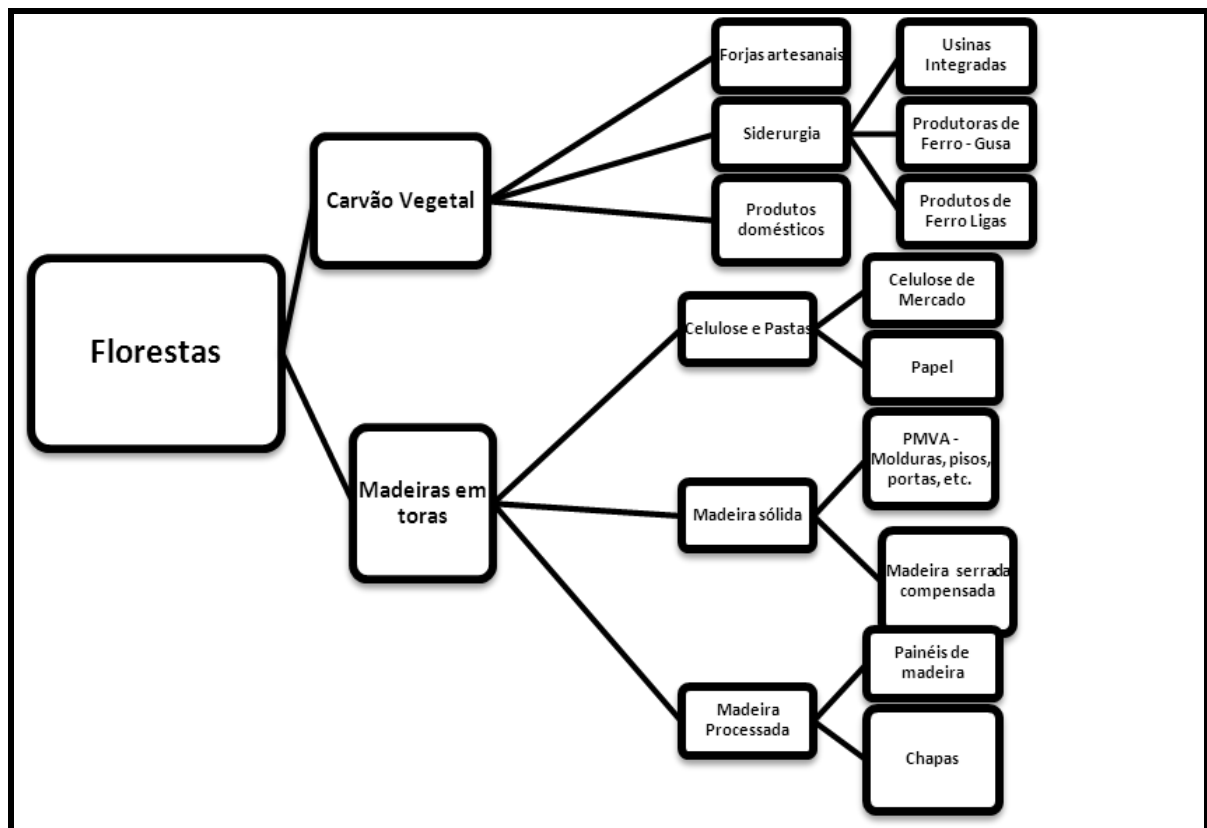 Florestas
Carvão Vegetal
Forjas artesanais
Siderurgia
Usinas
Integradas
Produtoras de
Ferro - Gusa
Produtos de
Ferro Ligas
Produtos
domésticos
Madeiras em
toras
Celulose e Pastas
Celulose de
Mercado
Papel
Madeira sólida
PMVA -
Molduras, pisos,
portas, etc.
Madeira serrada
compensada
Madeira
Processada
Painéis de
madeira
Chapas